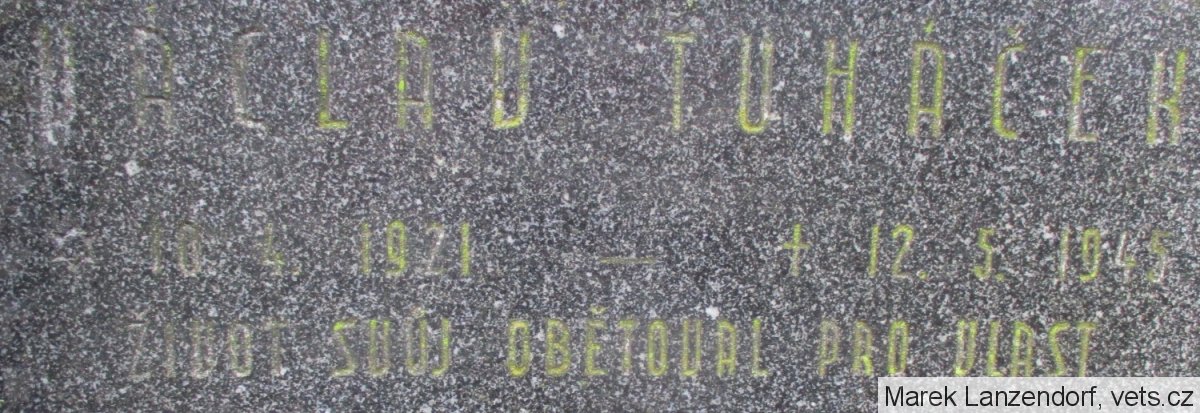 VÁCLAV TUHÁČEK
* 10. 4. 1921 — † 12. 5. 1945
ŽIVOT SVŮJ OBĚTOVAL PRO VLAST
Marek Lanzendorf, vets.cz